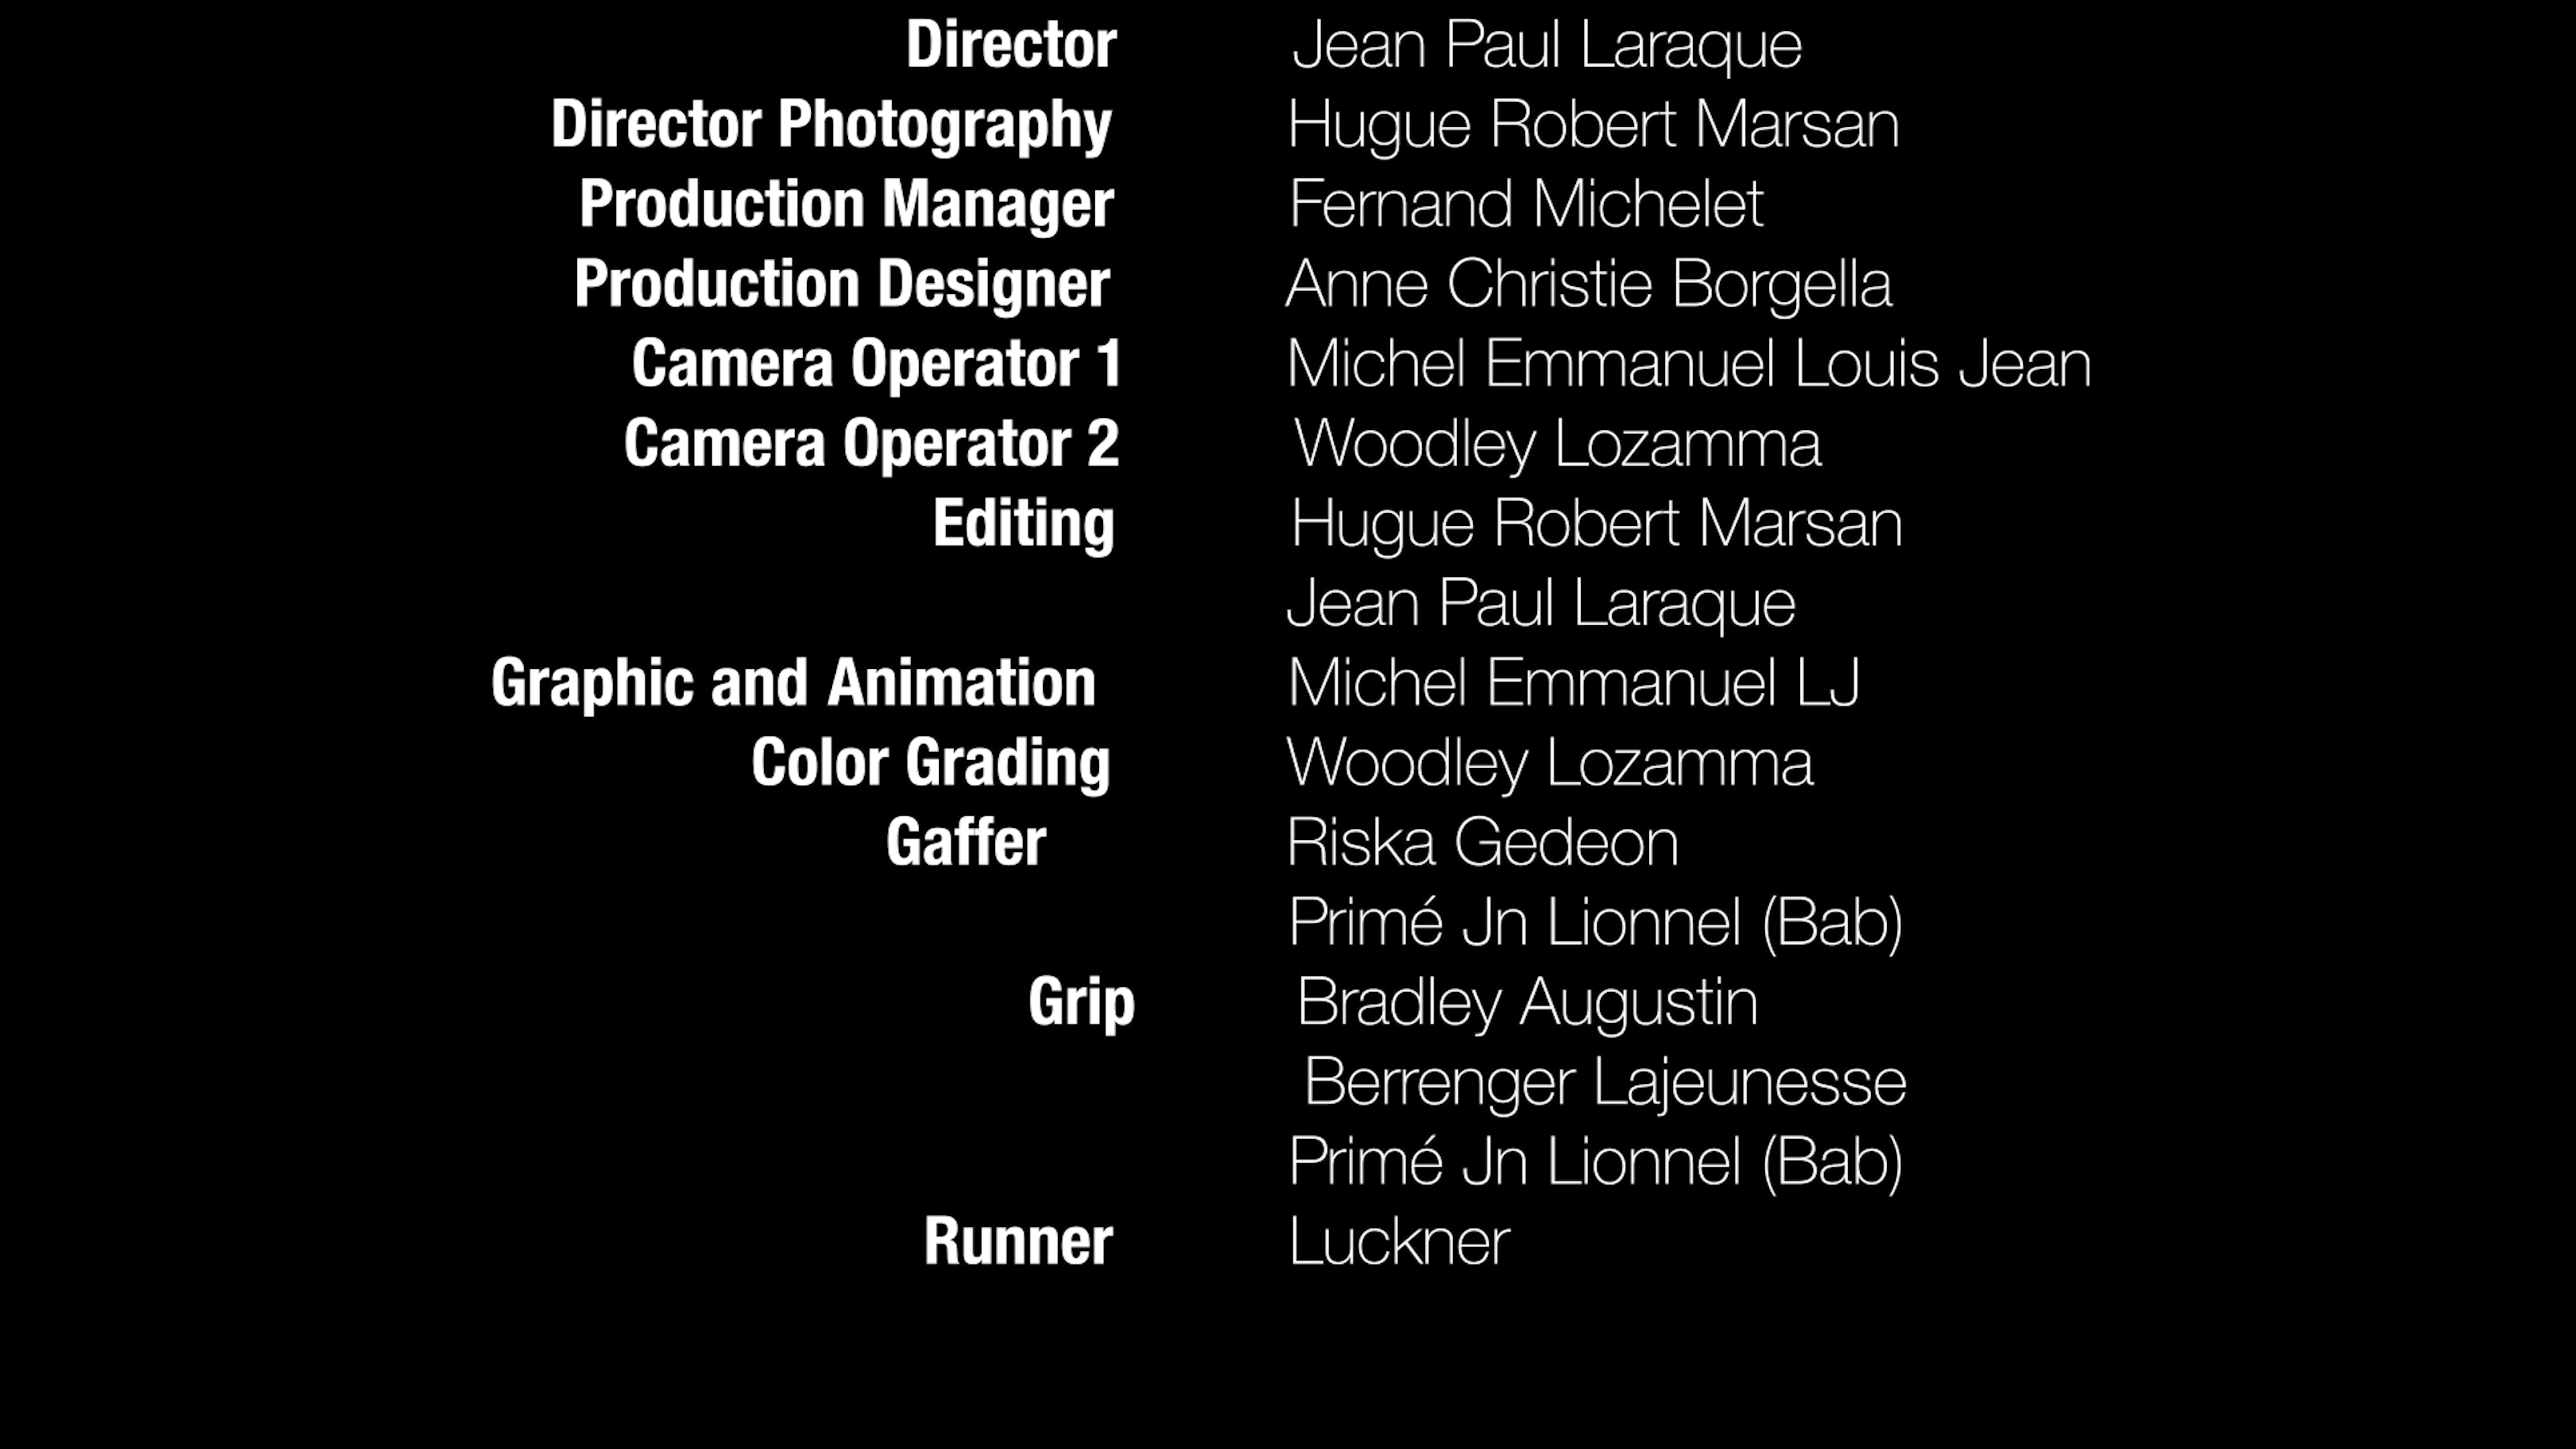 Director Jean Paul Laraque
Director Photography Hugue Robert Marsan
Production Manager Fernand Michelet
Production Designer Anne Christie Borgella
Camera Operator 1 Michel Emmanuel Louis Jean
Camera Operator 2 Woodley Lozamma
Editing Hugue Robert Marsan
Jean Paul Laraque
Graphic and Animation Michel Emmanuel LJ
Color Grading Woodley Lozamma
Gaffer Riska Gedeon
Primé Jn Lionnel (Bab)
Grip Bradley Augustin
Berrenger Lajeunesse
Primé Jn Lionnel (Bab)
Runner Luckner